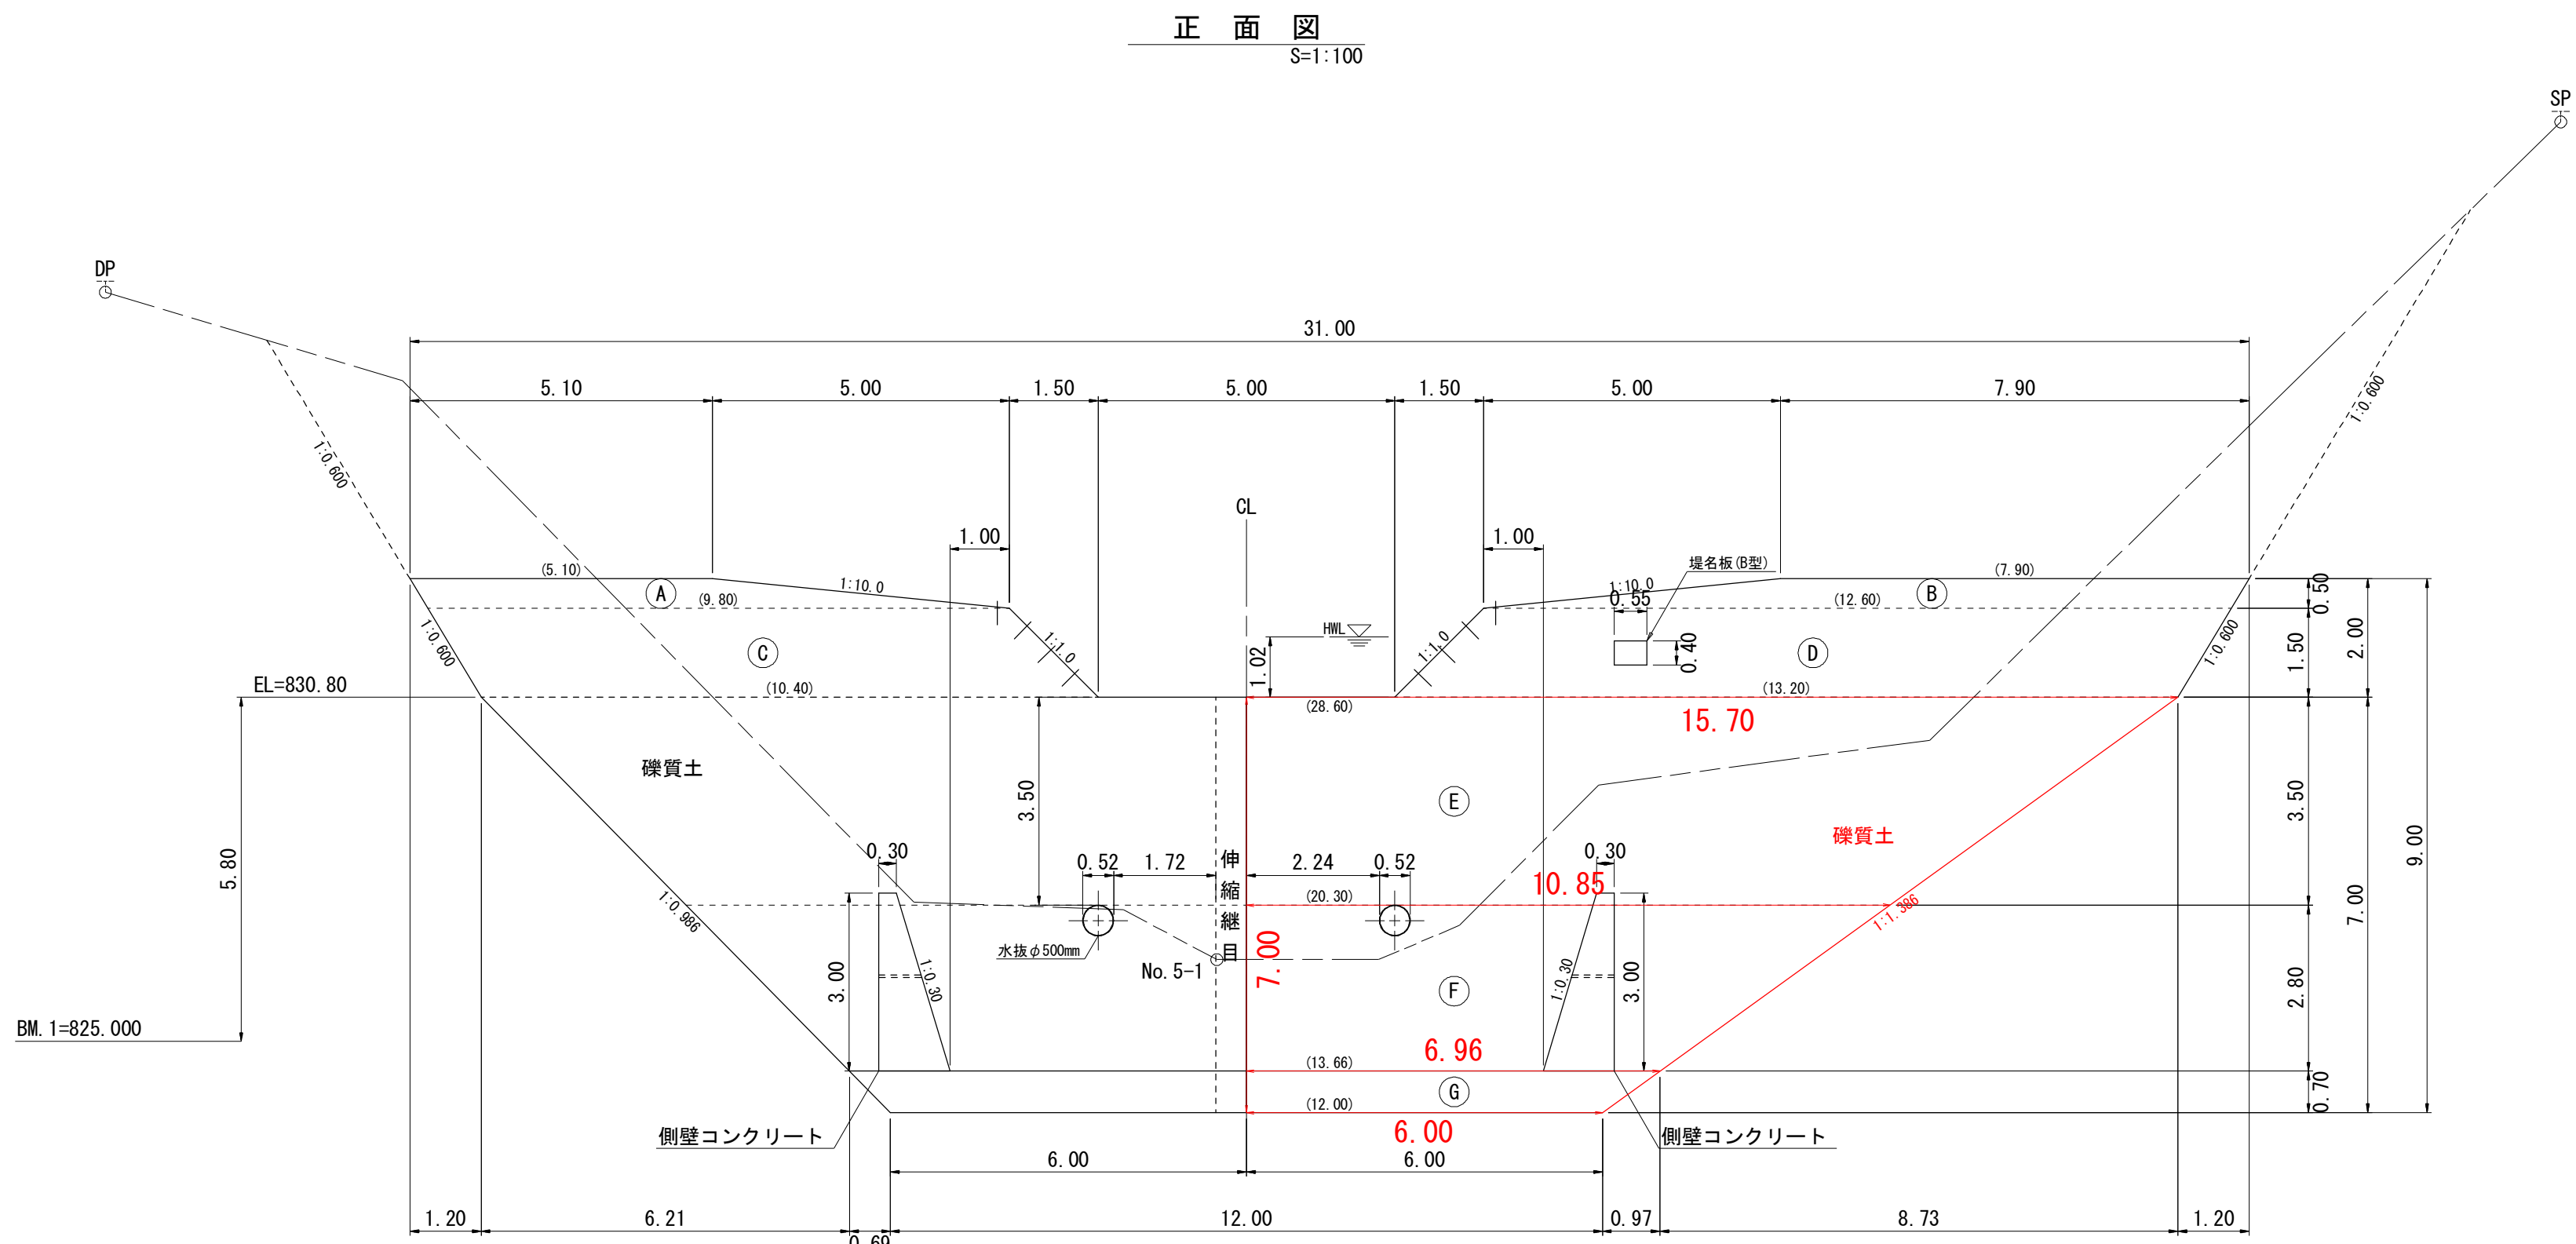 正 面 図
S=1:100
SP
DP
31.00
5.10
5.00
1.50
5.00
1.50
5.00
7.90
1:0.600
1:0.600
CL
1.00
1.00
堤名板(B型)
(5.10)
A
1:10.0
(9.80)
1:10.0
0.55
(12.60)
(7.90)
B
0.50
1:0.600
C
1:1.0
HWL
1.02
1:1.0
0.40
D
1:0.600
1.50
2.00
EL=830.80
(10.40)
(28.60)
(13.20)
15.70
礫質土
3.50
E
礫質土
3.50
9.00
5.80
0.30
0.52
1.72
伸縮継目
2.24
0.52
0.30
10.85
(20.30)
1:0.986
1:1.386
7.00
水抜φ500mm
No.5-1
7.00
3.00
1:0.30
F
1:0.30
3.00
2.80
BM.1=825.000
6.96
(13.66)
G
0.70
(12.00)
6.00
側壁コンクリート
側壁コンクリート
6.00
6.00
1.20
6.21
0.69
12.00
0.97
8.73
1.20